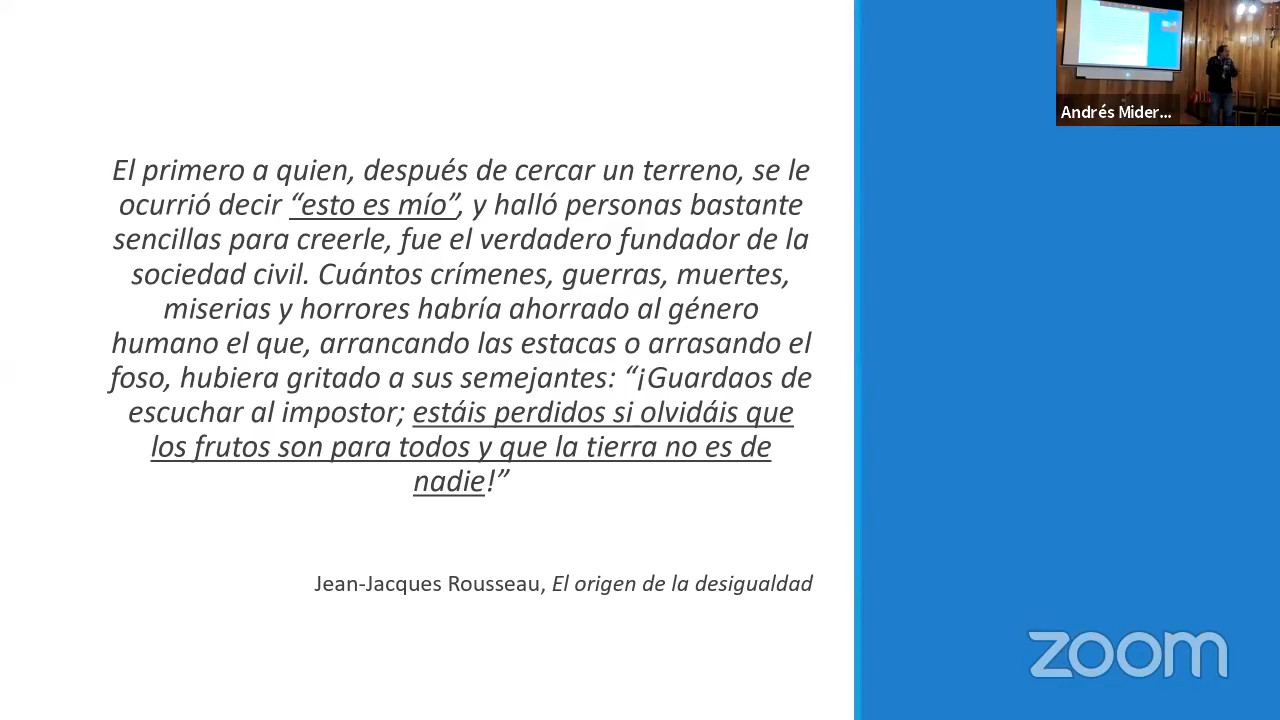 El primero a quien, después de cercar un terreno, se le
ocurrió decir “esto es mío”, y halló personas bastante
sencillas para creerle, fue el verdadero fundador de la
sociedad civil. Cuántos crímenes, guerras, muertes,
miserias y horrores habría ahorrado al género
humano el que, arrancando las estacas o arrasando el
foso, hubiera gritado a sus semejantes: “¡Guardaos de
escuchar al impostor; estáis perdidos si olvidáis que
los frutos son para todos y que la tierra no es de
nadie!”
Jean-Jacques Rousseau, El origen de la desigualdad
Andrés Mider...
zoom